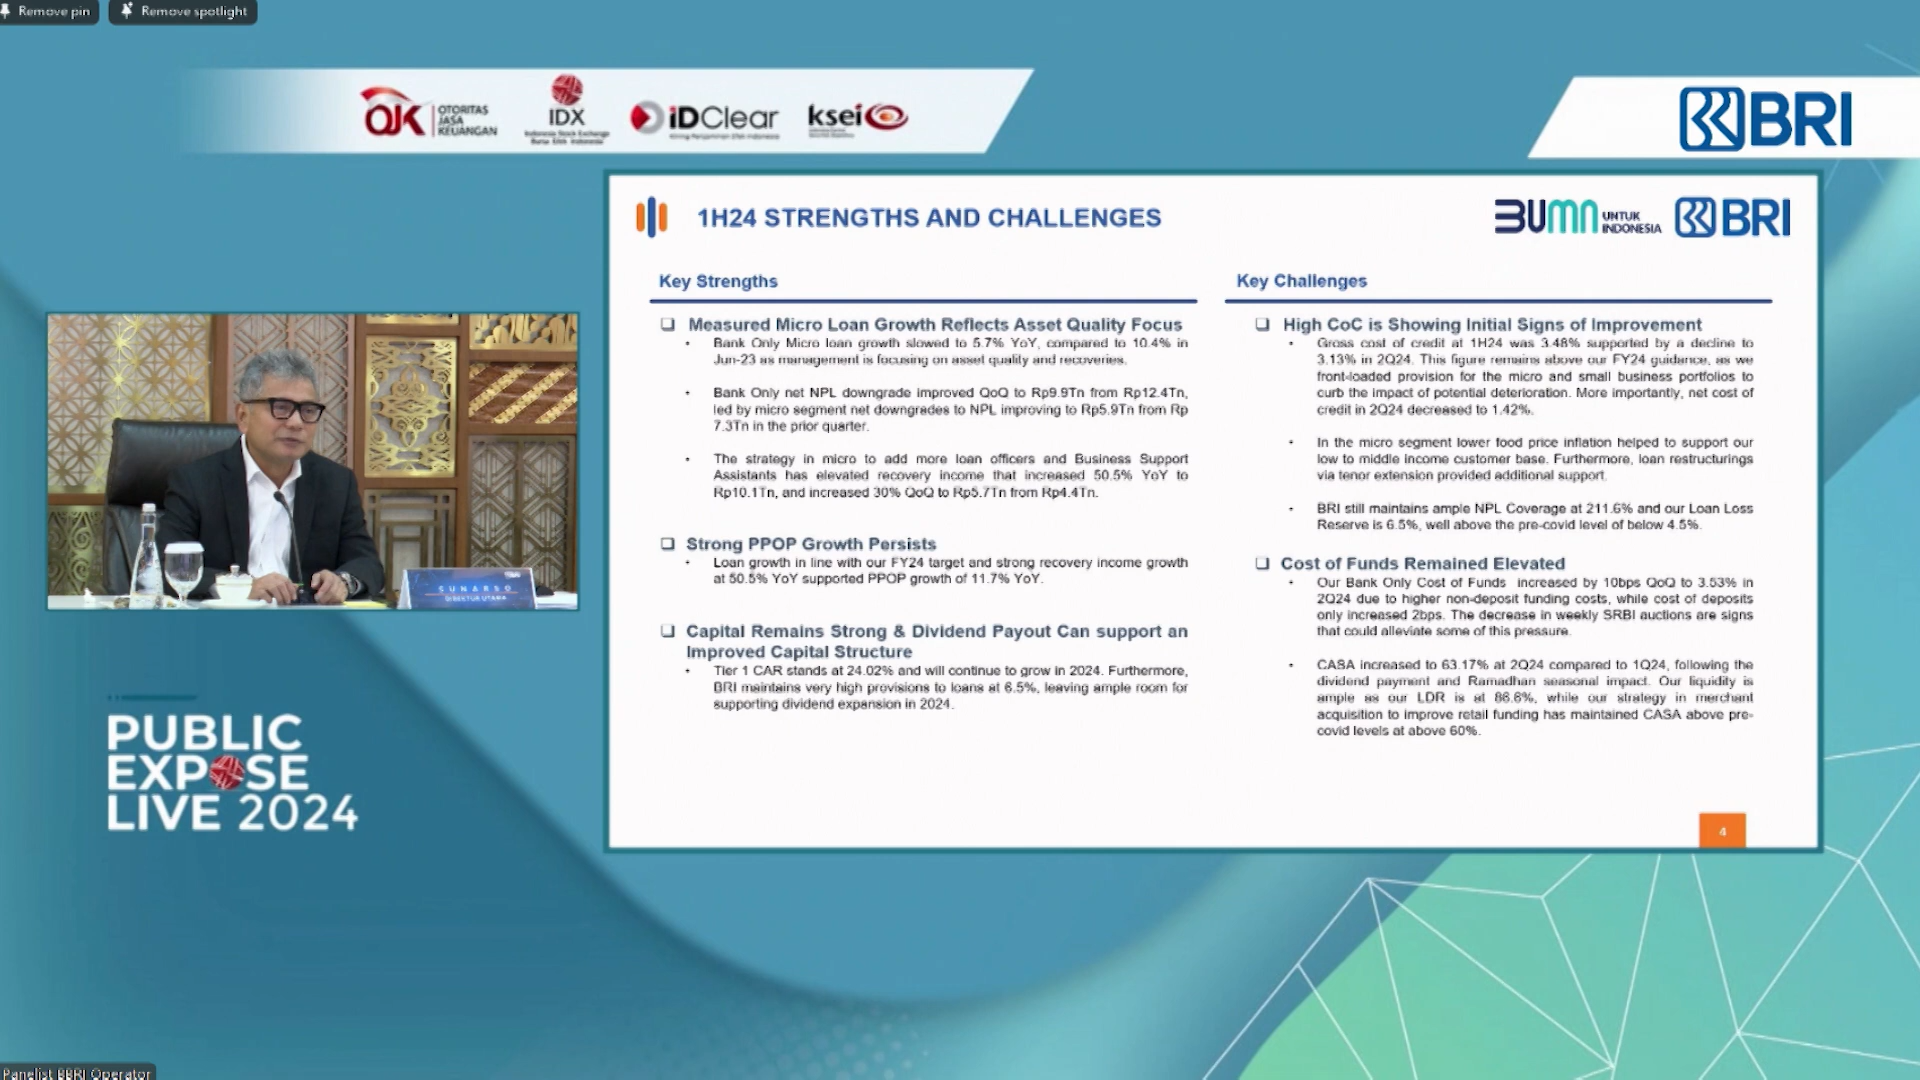 Remove pin
Remove spotlight
OJK OTORITAS JASA KEUANGAN
IDX
Indonesia Stock Exchange
Bursa Efek Indonesia
iDClear
ksei
BRI
1H24 STRENGTHS AND CHALLENGES
BUMN UNTUK INDONESIA
BRI
Key Strengths
Measured Micro Loan Growth Reflects Asset Quality Focus
Bank Only Micro loan growth slowed to 5.7% YoY, compared to 10.4% in
Jun-23 as management is focusing on asset quality and recoveries.
Bank Only net NPL downgrade improved QoQ to Rp9.9Tn from Rp12.4Tn,
led by micro segment net downgrades to NPL improving to Rp5.9Tn from Rp
7.3Tn in the prior quarter.
The strategy in micro to add more loan officers and Business Support
Assistants has elevated recovery income that increased 50.5% YoY to
Rp10.1Tn, and increased 30% QoQ to Rp5.7Tn from Rp4.4Tn.
Strong PPOP Growth Persists
Loan growth in line with our FY24 target and strong recovery income growth
at 50.5% YoY supported PPOP growth of 11.7% YoY.
Capital Remains Strong & Dividend Payout Can support an
Improved Capital Structure
Tier 1 CAR stands at 24.02% and will continue to grow in 2024. Furthermore,
BRI maintains very high provisions to loans at 6.5%, leaving ample room for
supporting dividend expansion in 2024.
Key Challenges
High CoC is Showing Initial Signs of Improvement
Gross cost of credit at 1H24 was 3.48% supported by a decline to
3.13% in 2Q24. This figure remains above our FY24 guidance, as we
front-loaded provision for the micro and small business portfolios to
curb the impact of potential deterioration. More importantly, net cost of
credit in 2Q24 decreased to 1.42%.
In the micro segment lower food price inflation helped to support our
low to middle income customer base. Furthermore, loan restructurings
via tenor extension provided additional support.
BRI still maintains ample NPL Coverage at 211.6% and our Loan Loss
Reserve is 6.5%, well above the pre-covid level of below 4.5%.
Cost of Funds Remained Elevated
Our Bank Only Cost of Funds increased by 10bps QoQ to 3.53% in
2Q24 due to higher non-deposit funding costs, while cost of deposits
only increased 2bps. The decrease in weekly SRBI auctions are signs
that could alleviate some of this pressure.
CASA increased to 63.17% at 2Q24 compared to 1Q24, following the
dividend payment and Ramadhan seasonal impact. Our liquidity is
ample as our LDR is at 86.6%, while our strategy in merchant
acquisition to improve retail funding has maintained CASA above pre-
covid levels at above 60%.
4
SUNARSO
DIREKTUR UTAMA
PUBLIC
EXPOSE
LIVE 2024
Panelist BBRI Operator